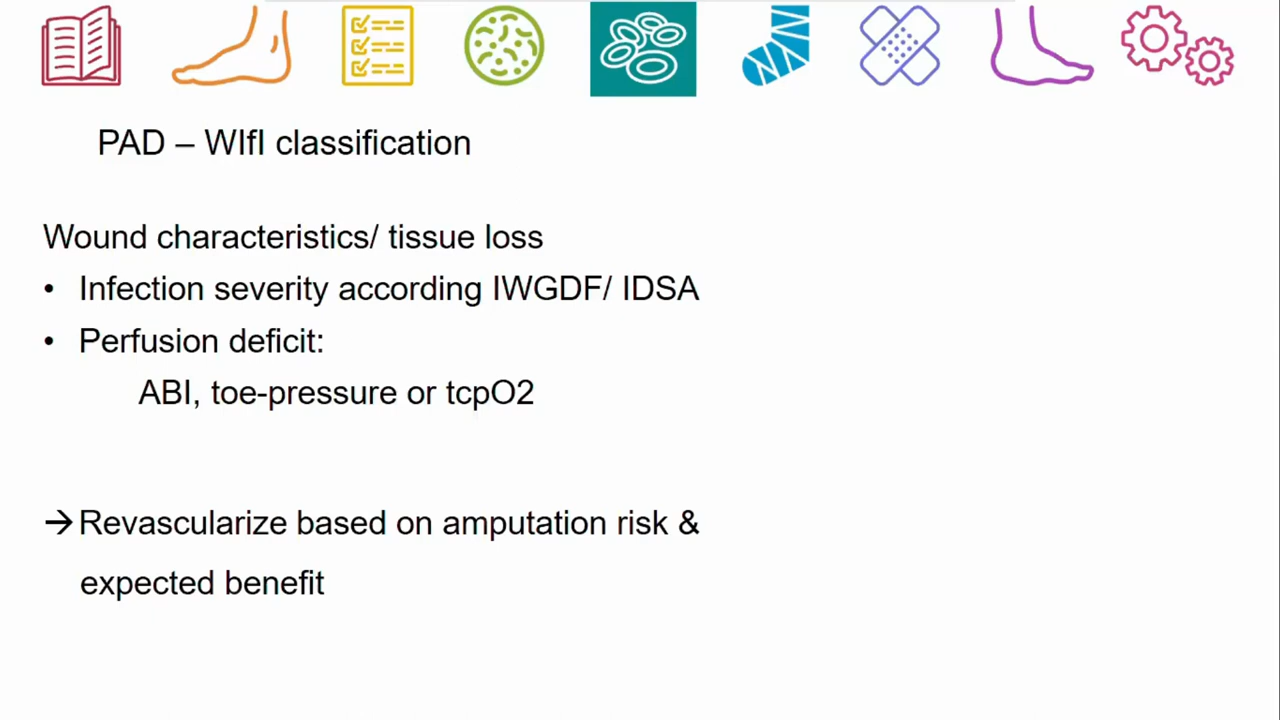 PAD – WIfI classification
Wound characteristics/ tissue loss
• Infection severity according IWGDF/ IDSA
• Perfusion deficit:
ABI, toe-pressure or tcpO2
→ Revascularize based on amputation risk &
expected benefit